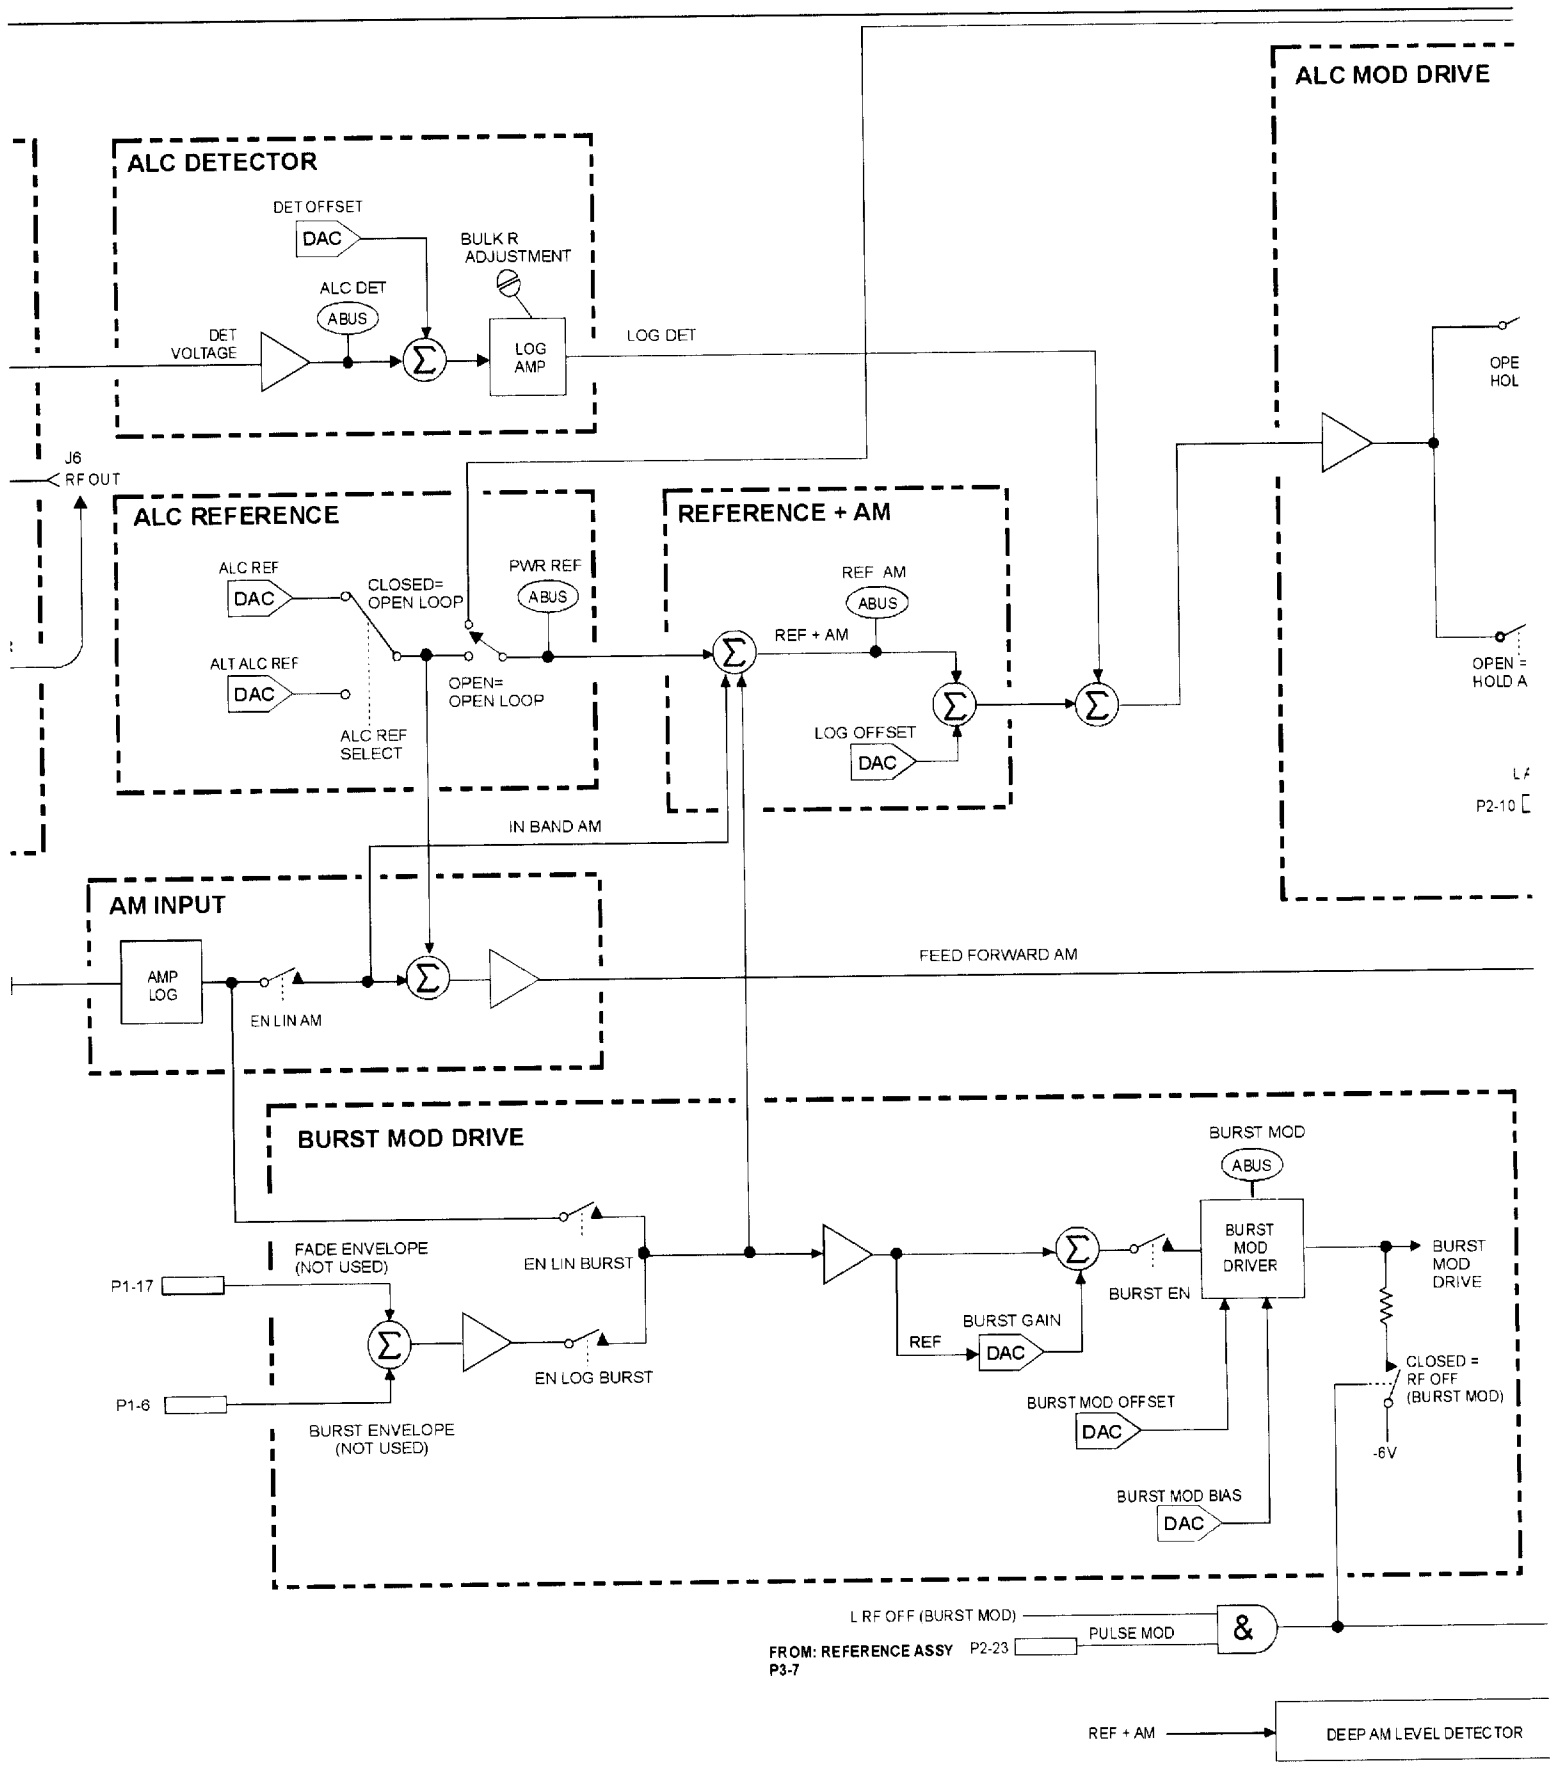 ALC MOD DRIVE
ALC DETECTOR
DET OFFSET
DAC
BULK R
ADJUSTMENT
ALC DET
ABUS
DET
VOLTAGE
Σ
LOG
AMP
LOG DET
OPE
HOL
J6
RF OUT
ALC REFERENCE
REFERENCE + AM
ALC REF
DAC
CLOSED=
OPEN LOOP
PWR REF
ABUS
REF AM
ABUS
Σ
REF + AM
ALT ALC REF
DAC
OPEN=
OPEN LOOP
ALC REF
SELECT
OPEN =
HOLD A
Σ
Σ
LOG OFFSET
DAC
P2-10
IN BAND AM
AM INPUT
AMP
LOG
EN LIN AM
Σ
FEED FORWARD AM
BURST MOD DRIVE
BURST MOD
ABUS
FADE ENVELOPE
(NOT USED)
EN LIN BURST
Σ
BURST EN
BURST
MOD
DRIVER
BURST
MOD
DRIVE
P1-17
Σ
EN LOG BURST
REF
BURST GAIN
DAC
CLOSED =
RF OFF
(BURST MOD)
P1-6
BURST ENVELOPE
(NOT USED)
BURST MOD OFFSET
DAC
-6V
BURST MOD BIAS
DAC
L RF OFF (BURST MOD)
&
FROM: REFERENCE ASSY P2-23 PULSE MOD
P3-7
REF + AM
DEEP AM LEVEL DETECTOR